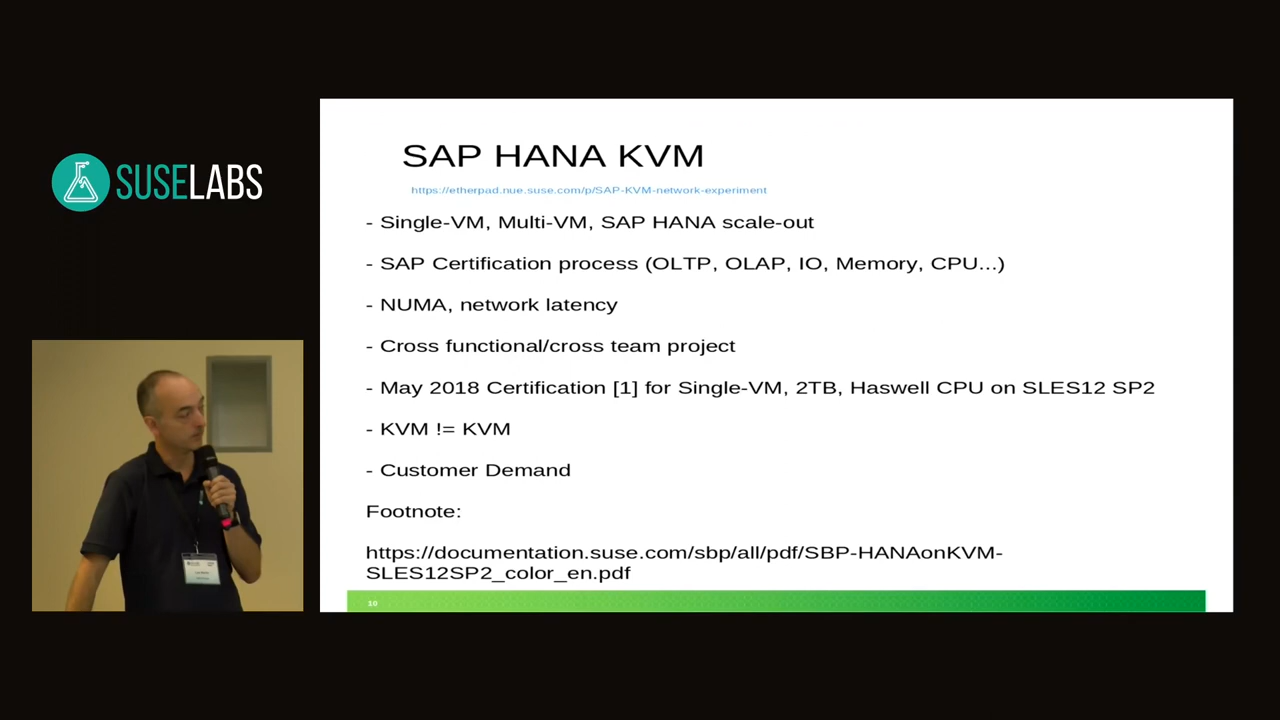 SUSELABS
SAP HANA KVM
https://etherpad.nue.suse.com/p/SAP-KVM-network-experiment
- Single-VM, Multi-VM, SAP HANA scale-out
- SAP Certification process (OLTP, OLAP, IO, Memory, CPU...)
- NUMA, network latency
- Cross functional/cross team project
- May 2018 Certification [1] for Single-VM, 2TB, Haswell CPU on SLES12 SP2
- KVM != KVM
- Customer Demand
Footnote:
https://documentation.suse.com/sbp/all/pdf/SBP-HANAonKVM-
SLES12SP2_color_en.pdf
10